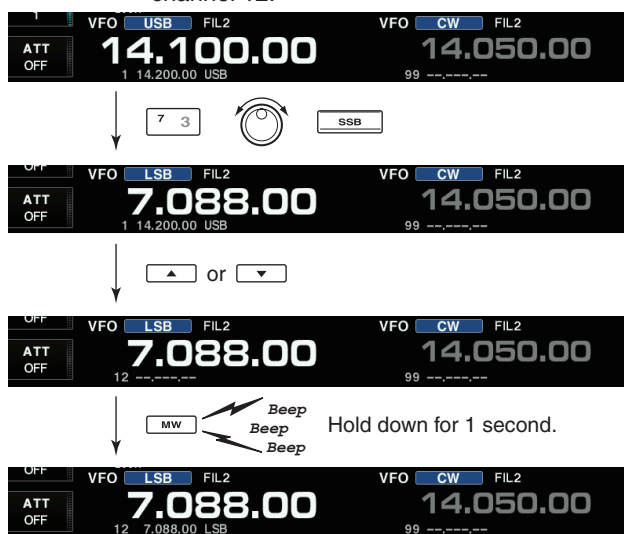 channel 12.
1 VFO USB FIL2 VFO CW FIL2
ATT OFF 14.100.00 14.050.00
1 14.200.00 USB 99 --.---.--
7 3 SSB
OFF VFO LSB FIL2 VFO CW FIL2
ATT OFF 7.088.00 14.050.00
1 14.200.00 USB 99 --.---.--
▲ or ▼
OFF VFO LSB FIL2 VFO CW FIL2
ATT OFF 7.088.00 14.050.00
12 --.---.-- 99 --.---.--
MW Beep Beep Beep Hold down for 1 second.
OFF VFO LSB FIL2 VFO CW FIL2
ATT OFF 7.088.00 14.050.00
12 7.088.00 LSB 99 --.---.--